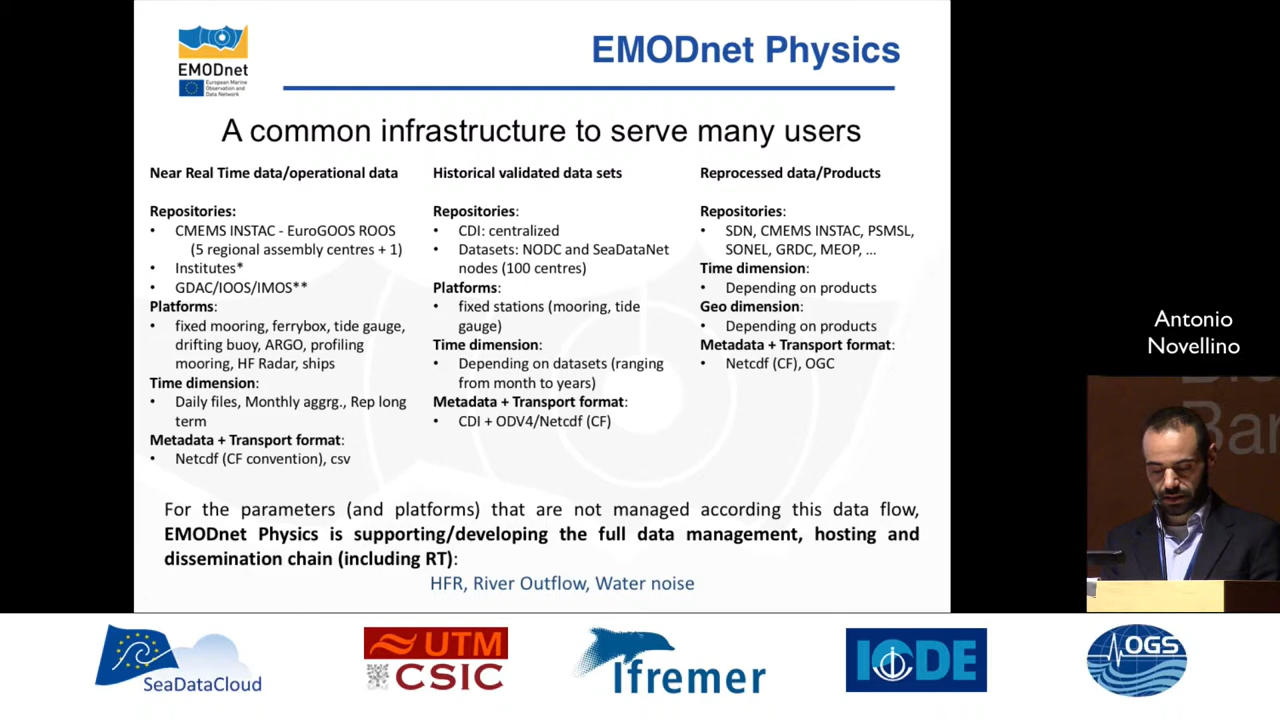 EMODnet
European Marine
Observation and
Data Network
EMODnet Physics
A common infrastructure to serve many users
Near Real Time data/operational data
Repositories:
• CMEMS INSTAC - EuroGOOS ROOS
(5 regional assembly centres + 1)
• Institutes*
• GDAC/IOOS/IMOS**
Platforms:
• fixed mooring, ferrybox, tide gauge,
drifting buoy, ARGO, profiling
mooring, HF Radar, ships
Time dimension:
• Daily files, Monthly aggrg., Rep long
term
Metadata + Transport format:
• Netcdf (CF convention), csv
Historical validated data sets
Repositories:
• CDI: centralized
• Datasets: NODC and SeaDataNet
nodes (100 centres)
Platforms:
• fixed stations (mooring, tide
gauge)
Time dimension:
• Depending on datasets (ranging
from month to years)
Metadata + Transport format:
• CDI + ODV4/Netcdf (CF)
Reprocessed data/Products
Repositories:
• SDN, CMEMS INSTAC, PSMSL,
SONEL, GRDC, MEOP, ...
Time dimension:
• Depending on products
Geo dimension:
• Depending on products
Metadata + Transport format:
• Netcdf (CF), OGC
For the parameters (and platforms) that are not managed according this data flow,
EMODnet Physics is supporting/developing the full data management, hosting and
dissemination chain (including RT):
HFR, River Outflow, Water noise
Antonio
Novellino
Bar
SeaDataCloud
UTM
CSIC
Ifremer
IODE
OGS